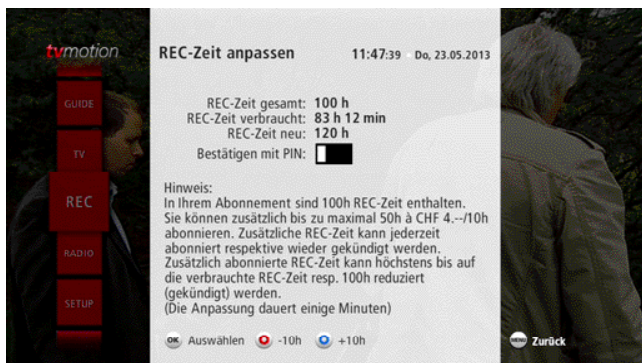 tvmotion
REC-Zeit anpassen 11:47:39 Do, 23.05.2013
GUIDE
TV
REC
RADIO
SETUP
REC-Zeit gesamt: 100 h
REC-Zeit verbraucht: 83 h 12 min
REC-Zeit neu: 120 h
Bestätigen mit PIN:
Hinweis:
In Ihrem Abonnement sind 100h REC-Zeit enthalten.
Sie können zusätzlich bis zu maximal 50h à CHF 4.--/10h
abonnieren. Zusätzliche REC-Zeit kann jederzeit
abonniert respektive wieder gekündigt werden.
Zusätzlich abonnierte REC-Zeit kann höchstens bis auf
die verbrauchte REC-Zeit resp. 100h reduziert
(gekündigt) werden.
(Die Anpassung dauert einige Minuten)
OK Auswählen -10h +10h MENU Zurück